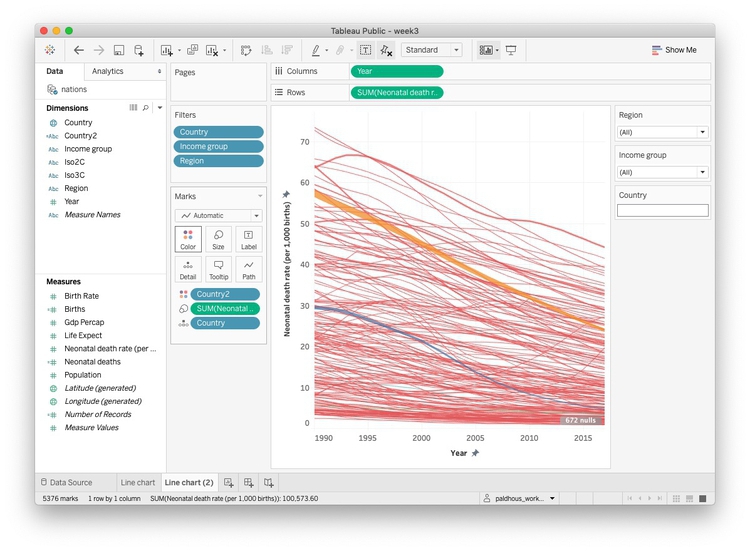 Tableau Public - week3
Standard
Show Me
Data
Analytics
Pages
Columns
Year
Rows
SUM(Neonatal death r..
nations
Dimensions
Country
Abc Country2
Abc Income group
Abc Iso2C
Abc Iso3C
Abc Region
Year
Abc Measure Names
Measures
Birth Rate
Births
Gdp Percap
Life Expect
Neonatal death rate (per ...
Neonatal deaths
Population
Latitude (generated)
Longitude (generated)
Number of Records
Measure Values
Filters
Country
Income group
Region
Marks
Automatic
Color
Size
Label
Detail
Tooltip
Path
Country2
SUM(Neonatal ..
Country
Neonatal death rate (per 1,000 births)
70
60
50
40
30
20
10
0
672 nulls
1990
1995
2000
2005
2010
2015
Year
Region
(All)
Income group
(All)
Country
Data Source
Line chart
Line chart (2)
5376 marks
1 row by 1 column
SUM(Neonatal death rate (per 1,000 births)): 100,573.60
paldhous_work...